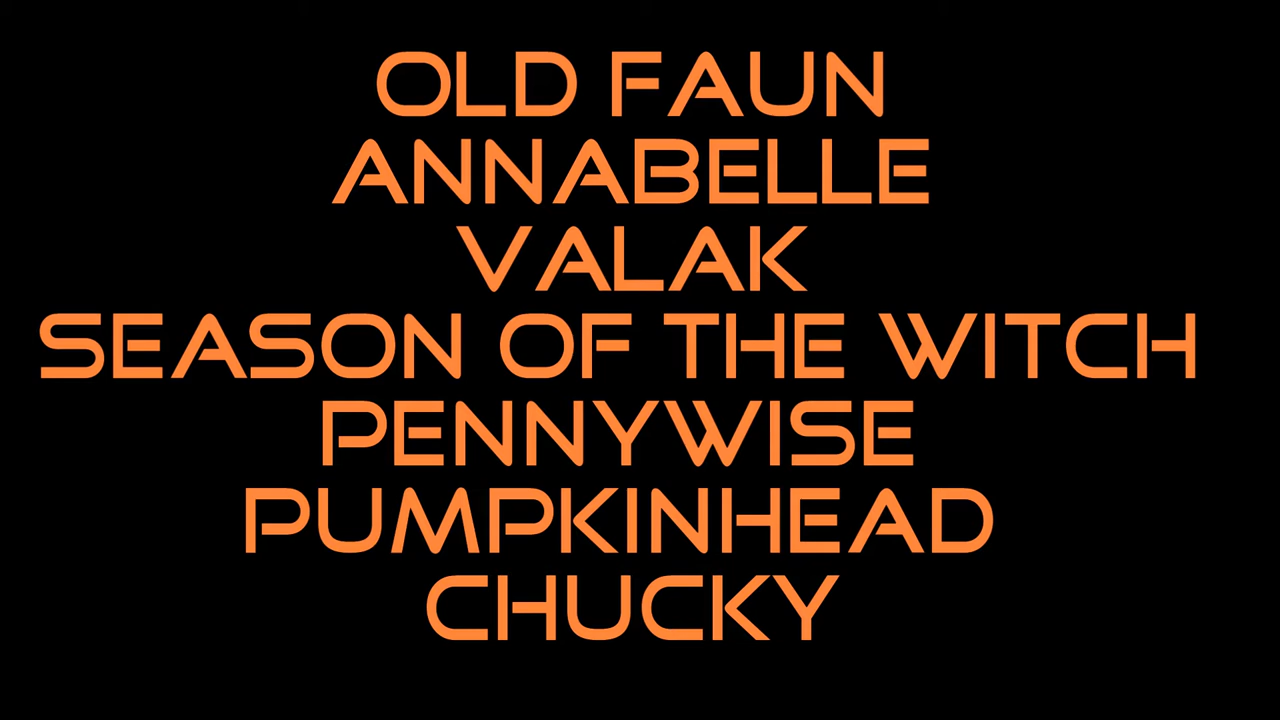 OLD FAUN
ANNABELLE
VALAK
SEASON OF THE WITCH
PENNYWISE
PUMPKINHEAD
CHUCKY